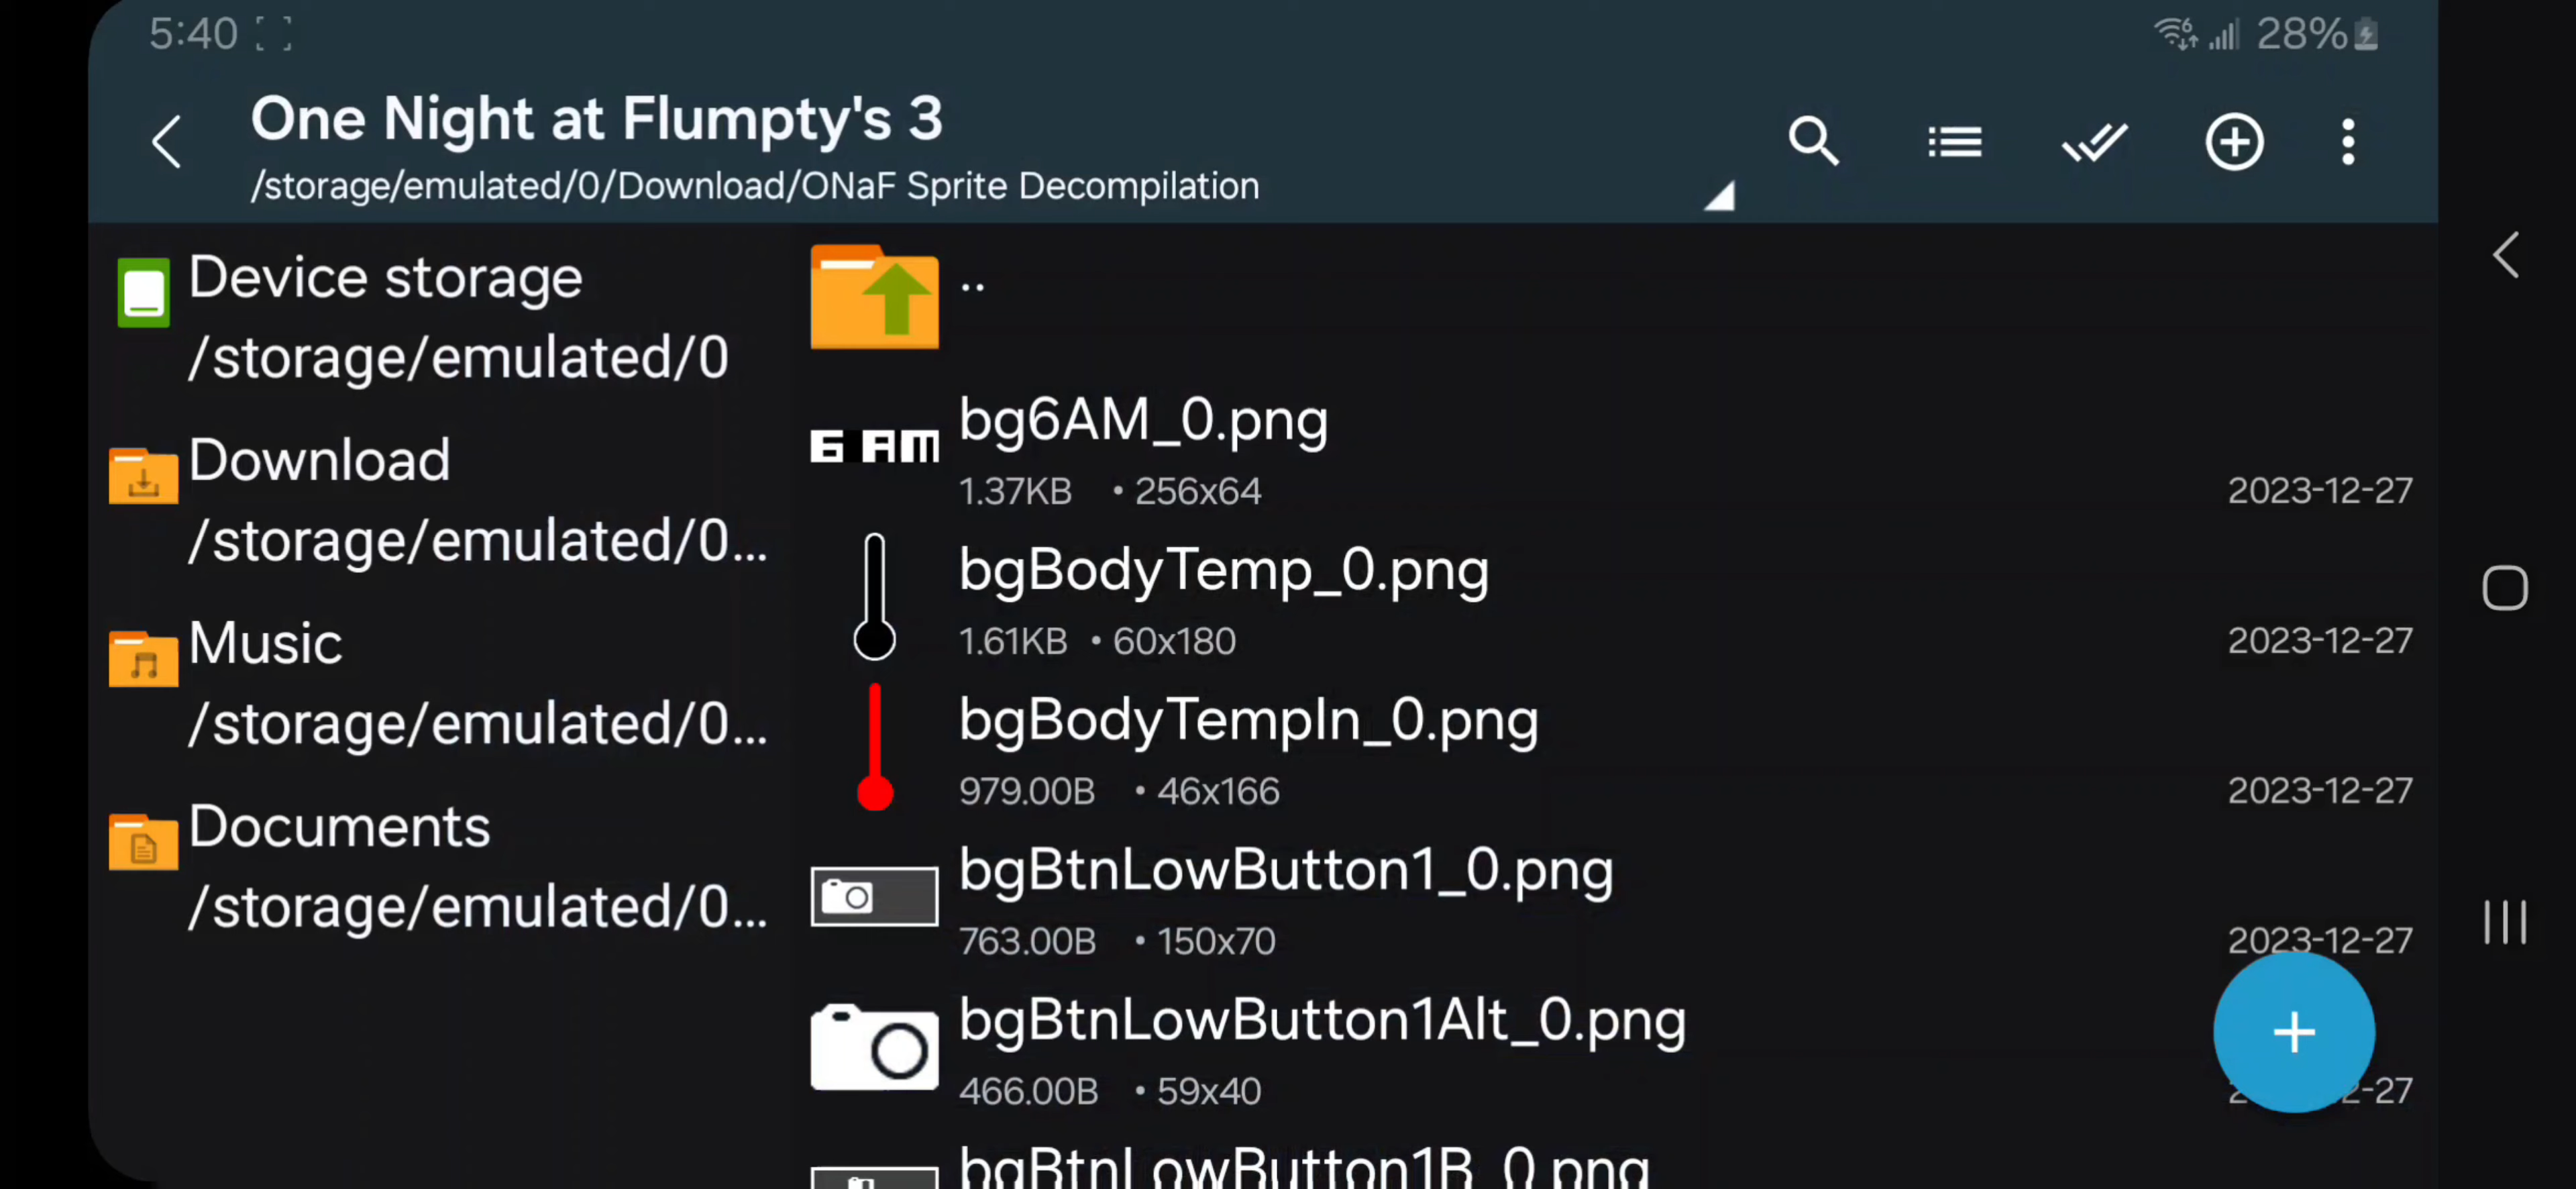 5:40
28%
One Night at Flumpty's 3
/storage/emulated/0/Download/ONaF Sprite Decompilation
Device storage
/storage/emulated/0
Download
/storage/emulated/0...
Music
/storage/emulated/0...
Documents
/storage/emulated/0...
..
6 AM
bg6AM_0.png
1.37KB • 256x64
2023-12-27
bgBodyTemp_0.png
1.61KB • 60x180
2023-12-27
bgBodyTempIn_0.png
979.00B • 46x166
2023-12-27
bgBtnLowButton1_0.png
763.00B • 150x70
2023-12-27
bgBtnLowButton1Alt_0.png
466.00B • 59x40
bgBtnLowButton1B_0.png